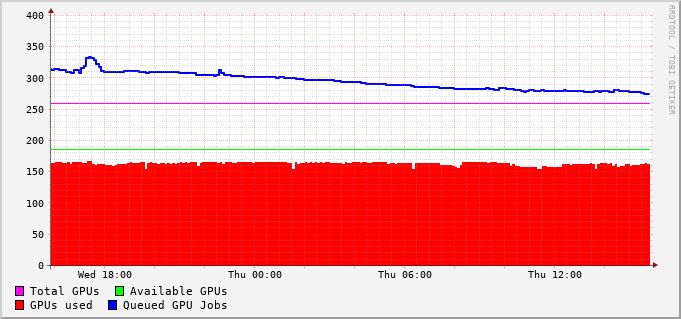 400
350
300
250
200
150
100
50
0
Wed 18:00 Thu 00:00 Thu 06:00 Thu 12:00
Total GPUs Available GPUs
GPUs used Queued GPU Jobs
RRDTOOL / TOBI OETIKER